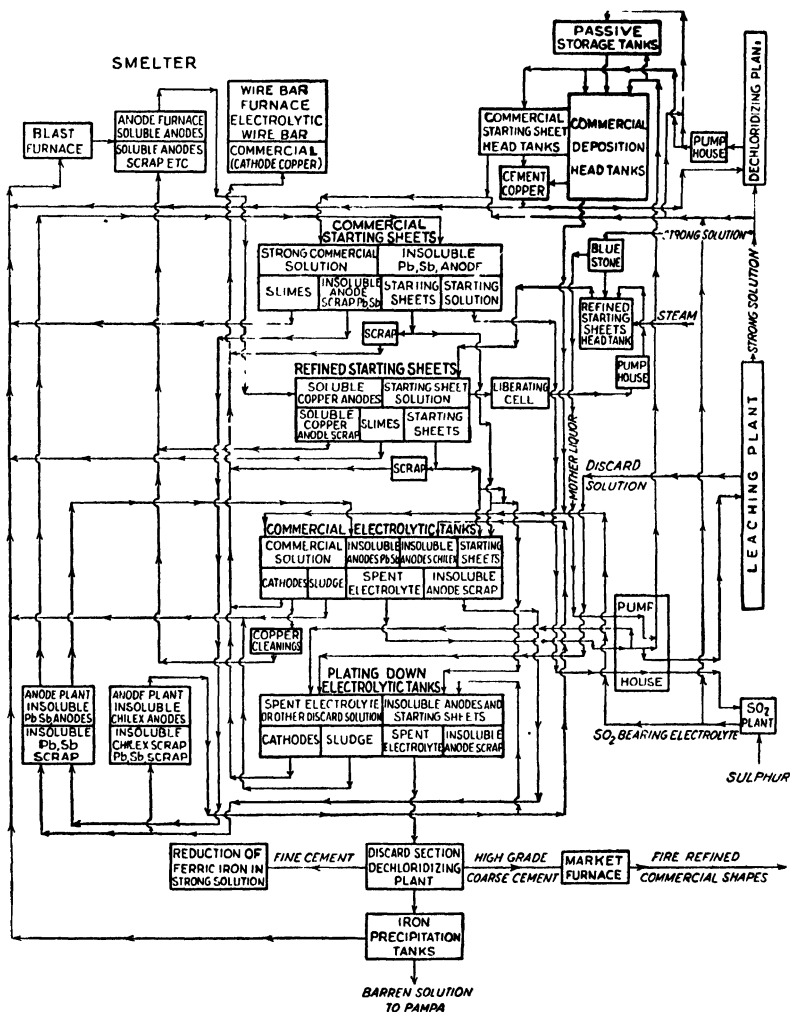 PASSIVE
STORAGE TANKS
SMELTER
WIRE BAR
FURNACE
ELECTROLYTIC
WIRE BAR
COMMERCIAL
(CATHODE COPPER)
ANODE FURNACE
SOLUBLE ANODES
SOLUBLE ANODES
SCRAP ETC
BLAST
FURNACE
COMMERCIAL
STARTING SHEET
HEAD TANKS
COMMERCIAL
DEPOSITION
HEAD TANKS
CEMENT
COPPER
PUMP
HOUSE
DECHLORIDIZING PLANT
COMMERCIAL
STARTING SHEETS
STRONG COMMERCIAL
SOLUTION
INSOLUBLE
Pb, Sb, ANODE
SLIMES
INSOLUBLE
ANODE
SCRAP Pb Sb
STARTING
SHEETS
STARTING
SOLUTION
STRONG SOLUTION
BLUE
STONE
REFINED
STARTING
SHEETS
HEAD TANK
STEAM
PUMP
HOUSE
STRONG SOLUTION
SCRAP
REFINED STARTING SHEETS
SOLUBLE
COPPER ANODES
STARTING SHEET
SOLUTION
SOLUBLE
COPPER
ANODE SCRAP
SLIMES
STARTING
SHEETS
LIBERATING
CELL
SCRAP
MOTHER LIQUOR
DISCARD
SOLUTION
LEACHING PLANT
COMMERCIAL ELECTROLYTIC TANKS
COMMERCIAL
SOLUTION
INSOLUBLE
ANODES Pb Sb
INSOLUBLE
ANODES CHILEX
STARTING
SHEETS
CATHODES
SLUDGE
SPENT
ELECTROLYTE
INSOLUBLE
ANODE SCRAP
COPPER
CLEANINGS
PUMP
HOUSE
PLATING DOWN
ELECTROLYTIC TANKS
SPENT ELECTROLYTE
OR OTHER DISCARD SOLUTION
INSOLUBLE ANODES AND
STARTING SHEETS
CATHODES
SLUDGE
SPENT
ELECTROLYTE
INSOLUBLE
ANODE SCRAP
ANODE PLANT
INSOLUBLE
Pb Sb ANODES
INSOLUBLE
Pb, Sb
SCRAP
ANODE PLANT
INSOLUBLE
CHILEX ANODES
INSOLUBLE
CHILEX SCRAP
Pb, Sb SCRAP
SO2
PLANT
SO2 BEARING ELECTROLYTE
SULPHUR
REDUCTION OF
FERRIC IRON IN
STRONG SOLUTION
FINE CEMENT
DISCARD SECTION
DECHLORIDIZING
PLANT
HIGH GRADE
COARSE CEMENT
MARKET
FURNACE
FIRE REFINED
COMMERCIAL SHAPES
IRON
PRECIPITATION
TANKS
BARREN SOLUTION
TO PAMPA